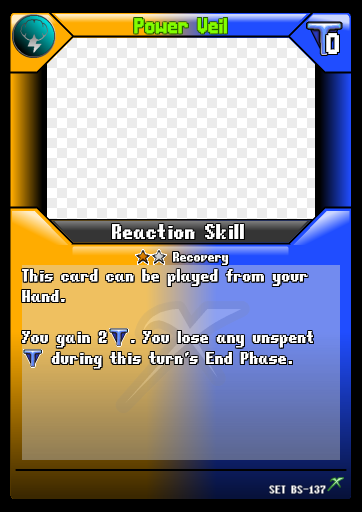 Power Veil
0
Reaction Skill
Recovery
This card can be played from your
Hand.
You gain 2 . You lose any unspent
during this turn's End Phase.
SET BS-137